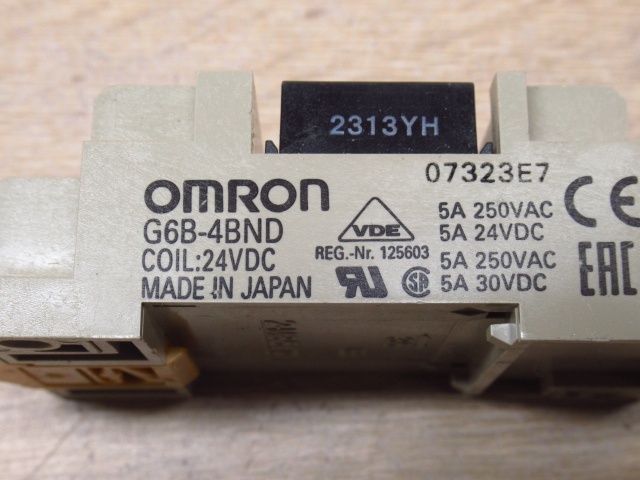 2313YH
07323E7
OMRON
G6B-4BND
COIL:24VDC
MADE IN JAPAN
VDE
REG.-Nr. 125603
5A 250VAC
5A 24VDC
5A 250VAC
5A 30VDC
CE
EAC